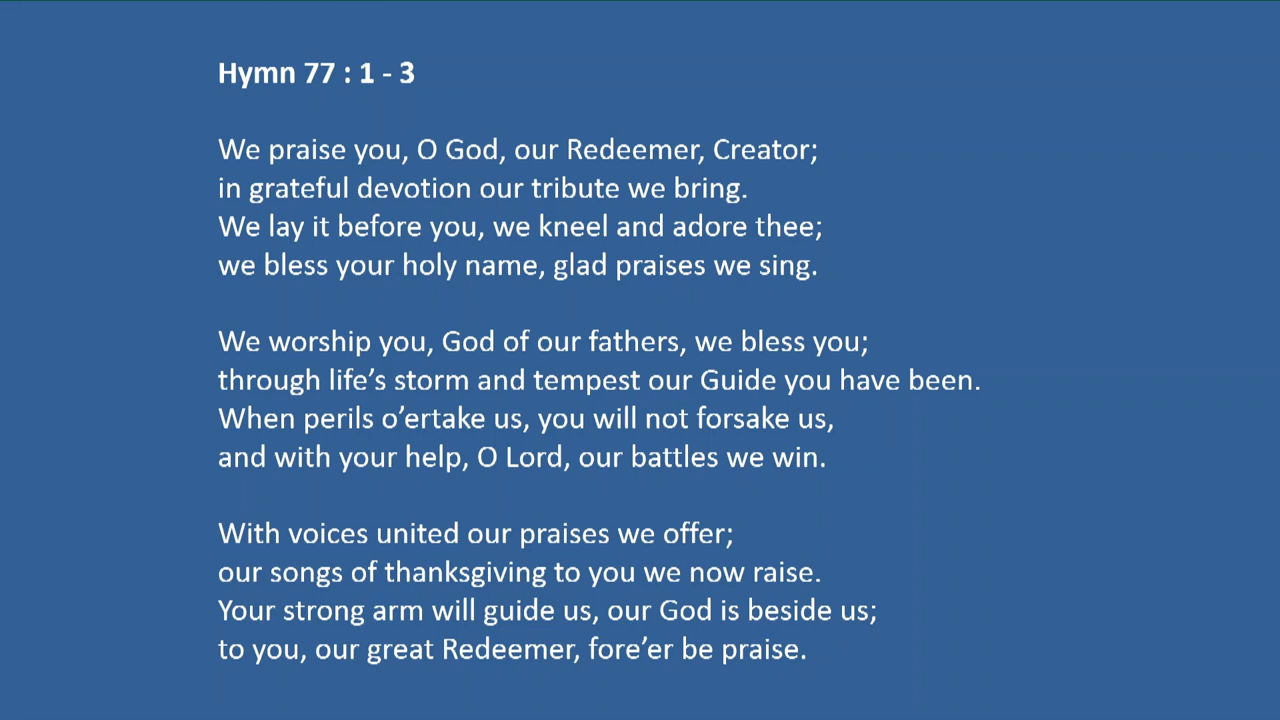 Hymn 77 : 1 - 3
We praise you, O God, our Redeemer, Creator;
in grateful devotion our tribute we bring.
We lay it before you, we kneel and adore thee;
we bless your holy name, glad praises we sing.
We worship you, God of our fathers, we bless you;
through life’s storm and tempest our Guide you have been.
When perils o’ertake us, you will not forsake us,
and with your help, O Lord, our battles we win.
With voices united our praises we offer;
our songs of thanksgiving to you we now raise.
Your strong arm will guide us, our God is beside us;
to you, our great Redeemer, fore’er be praise.